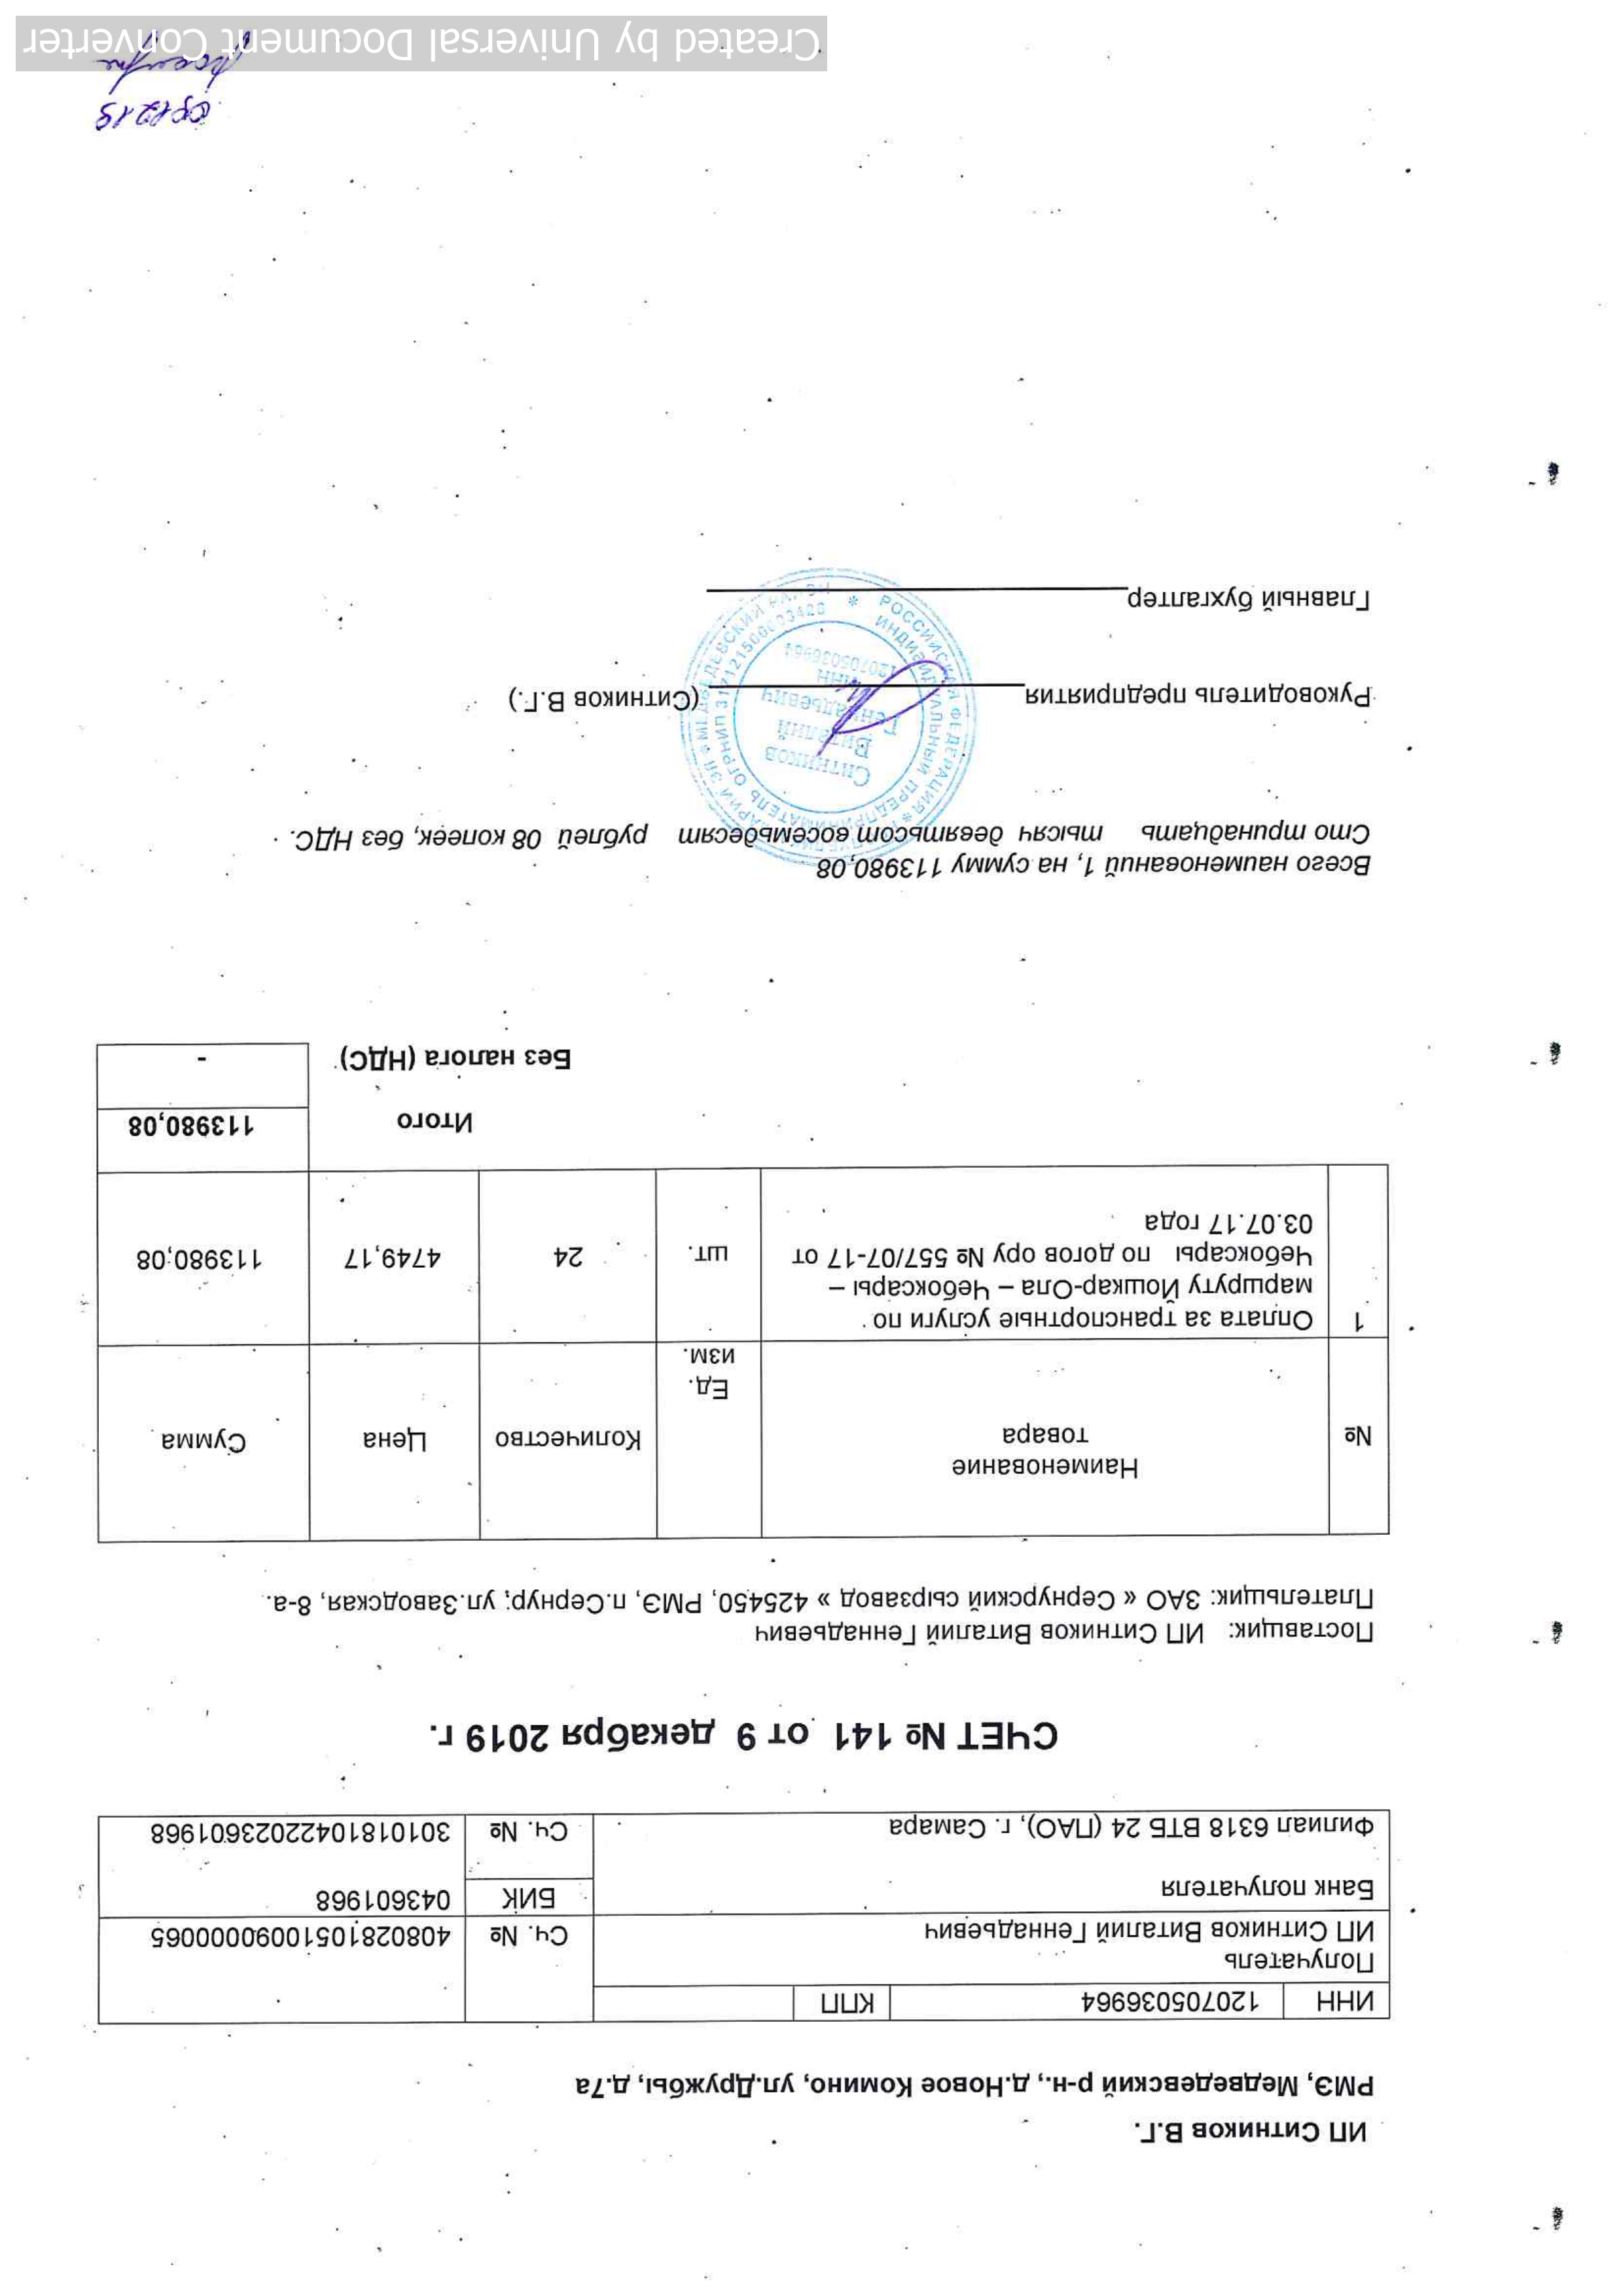 ИП Ситников В.Г.
РМЭ, Медведевский р-н., д.Новое Комино, ул.Дружбы, д.7а
ИНН 120705036964 КПП
Получатель
ИП Ситников Виталий Геннадьевич
Сч. № 40802810510090000065
Банк получателя
БИК 043601968
Филиал 6318 ВТБ 24 (ПАО), г. Самара
Сч. № 30101810422023601968
СЧЕТ № 141 от 9 декабря 2019 г.
Поставщик: ИП Ситников Виталий Геннадьевич
Плательщик: ЗАО « Сернурский сырзавод » 425450, РМЭ, п.Сернур; ул.Заводская, 8-а.
№ Наименование товара Ед. изм. Количество Цена Сумма
1 Оплата за транспортные услуги по
маршруту Йошкар-Ола – Чебоксары –
Чебоксары по догов ору № 557/07-17 от
03.07.17 года
шт. 24 4749,17 113980,08
Итого 113980,08
Без налога (НДС) -
Всего наименований 1, на сумму 113980,08
Сто тринадцать тысяч девятьсот восемьдесят рублей 08 копеек, без НДС.
Руководитель предприятия (Ситников В.Г.)
Главный бухгалтер
РОССИЙСКАЯ ФЕДЕРАЦИЯ * РЕСПУБЛИКА МАРИЙ ЭЛ * МЕДВЕДЕВСКИЙ РАЙОН *
ИНДИВИДУАЛЬНЫЙ ПРЕДПРИНИМАТЕЛЬ ОГРНИП
Ситников
Виталий
Геннадьевич
ИНН
120705036964
Created by Universal Document Converter